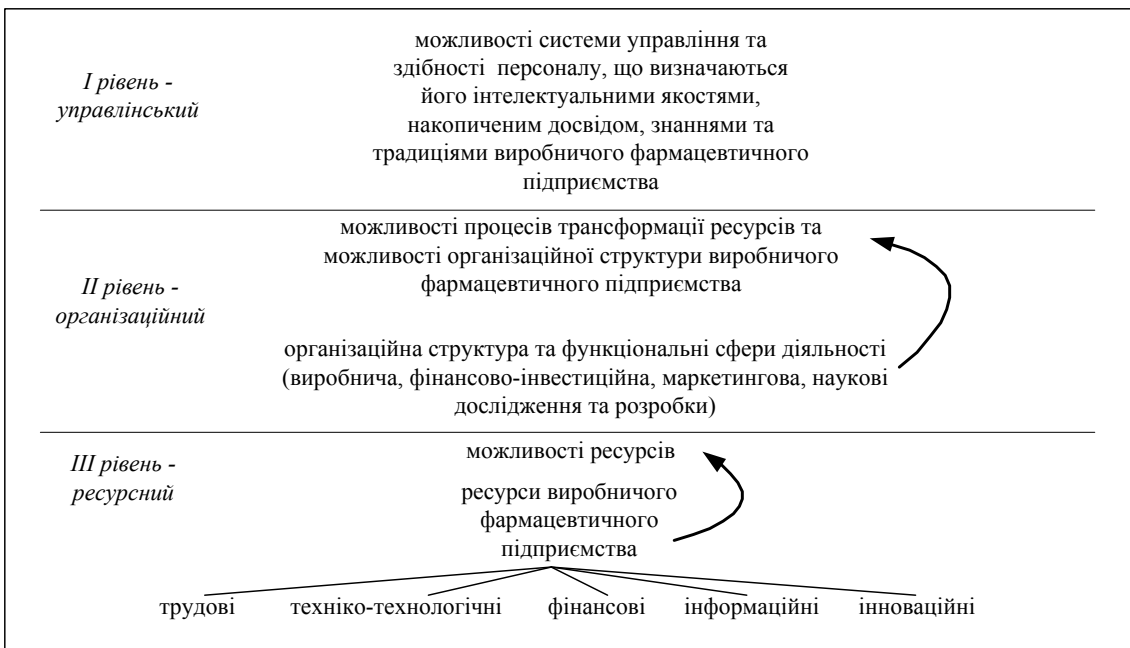 І рівень -
управлінський
можливості системи управління та
здібності персоналу, що визначаються
його інтелектуальними якостями,
накопиченим досвідом, знаннями та
традиціями виробничого фармацевтичного
підприємства
ІІ рівень -
організаційний
можливості процесів трансформації ресурсів та
можливості організаційної структури виробничого
фармацевтичного підприємства
організаційна структура та функціональні сфери діяльності
(виробнича, фінансово-інвестиційна, маркетингова, наукові
дослідження та розробки)
ІІІ рівень -
ресурсний
можливості ресурсів
ресурси виробничого
фармацевтичного
підприємства
трудові техніко-технологічні фінансові інформаційні інноваційні